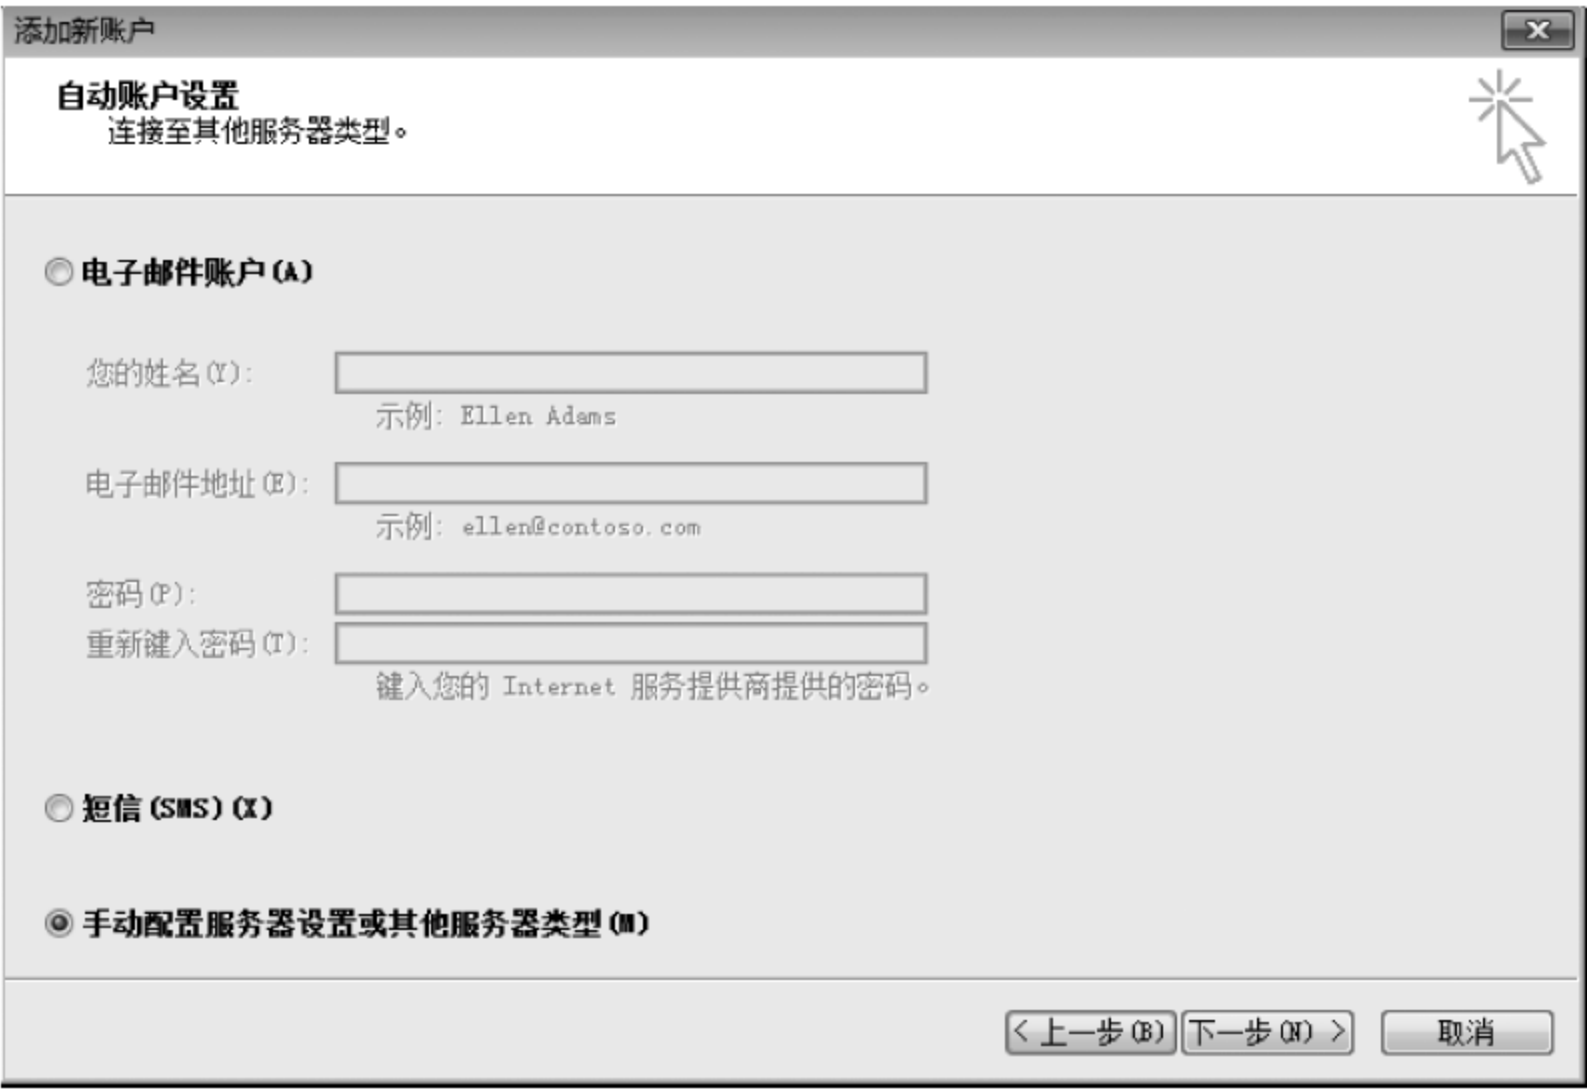 添加新账户
自动账户设置
连接至其他服务器类型。
电子邮件账户(A)
您的姓名(Y):
示例: Ellen Adams
电子邮件地址(E):
示例: ellen@contoso.com
密码(P):
重新键入密码(T):
键入您的 Internet 服务提供商提供的密码。
短信(SMS)(X)
手动配置服务器设置或其他服务器类型(M)
< 上一步(B) 下一步(N) > 取消